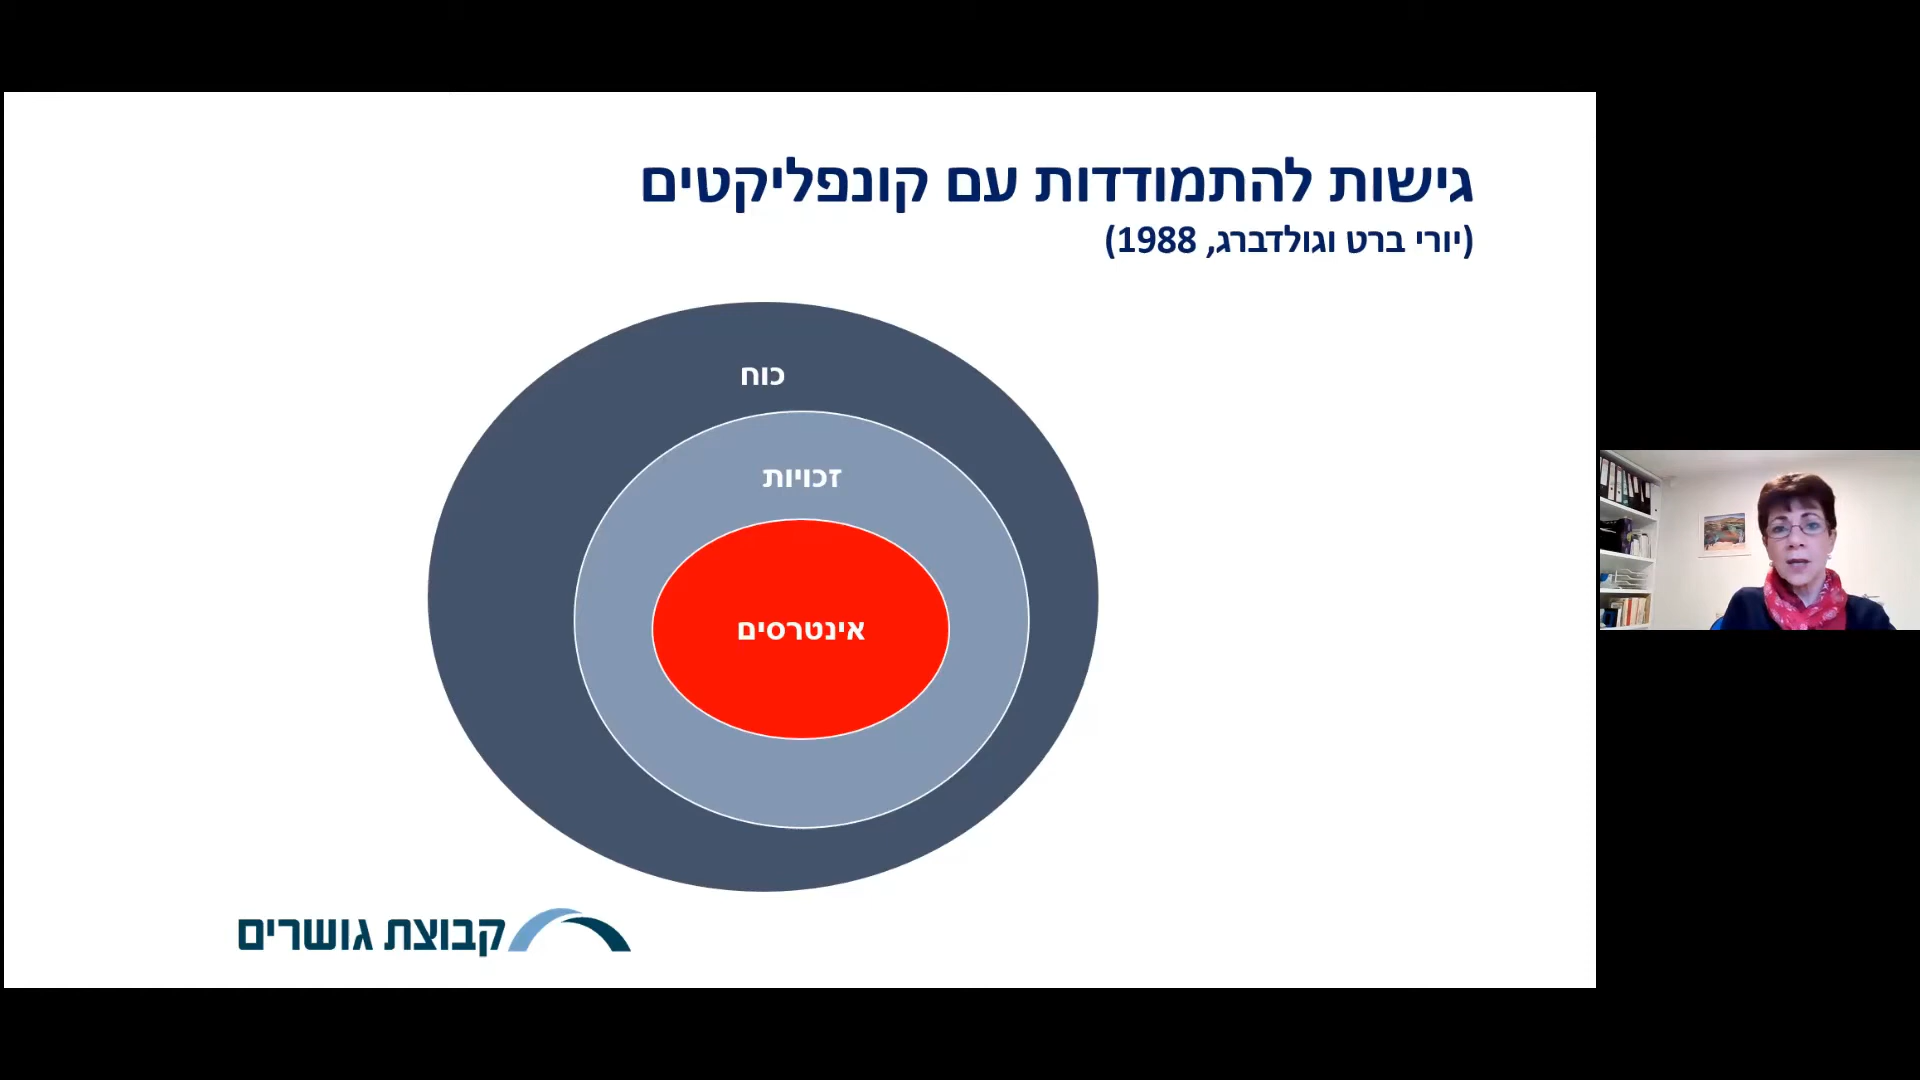 גישות להתמודדות עם קונפליקטים
(יורי ברט וגולדברג, 1988)
כוח
זכויות
אינטרסים
קבוצת גושרים